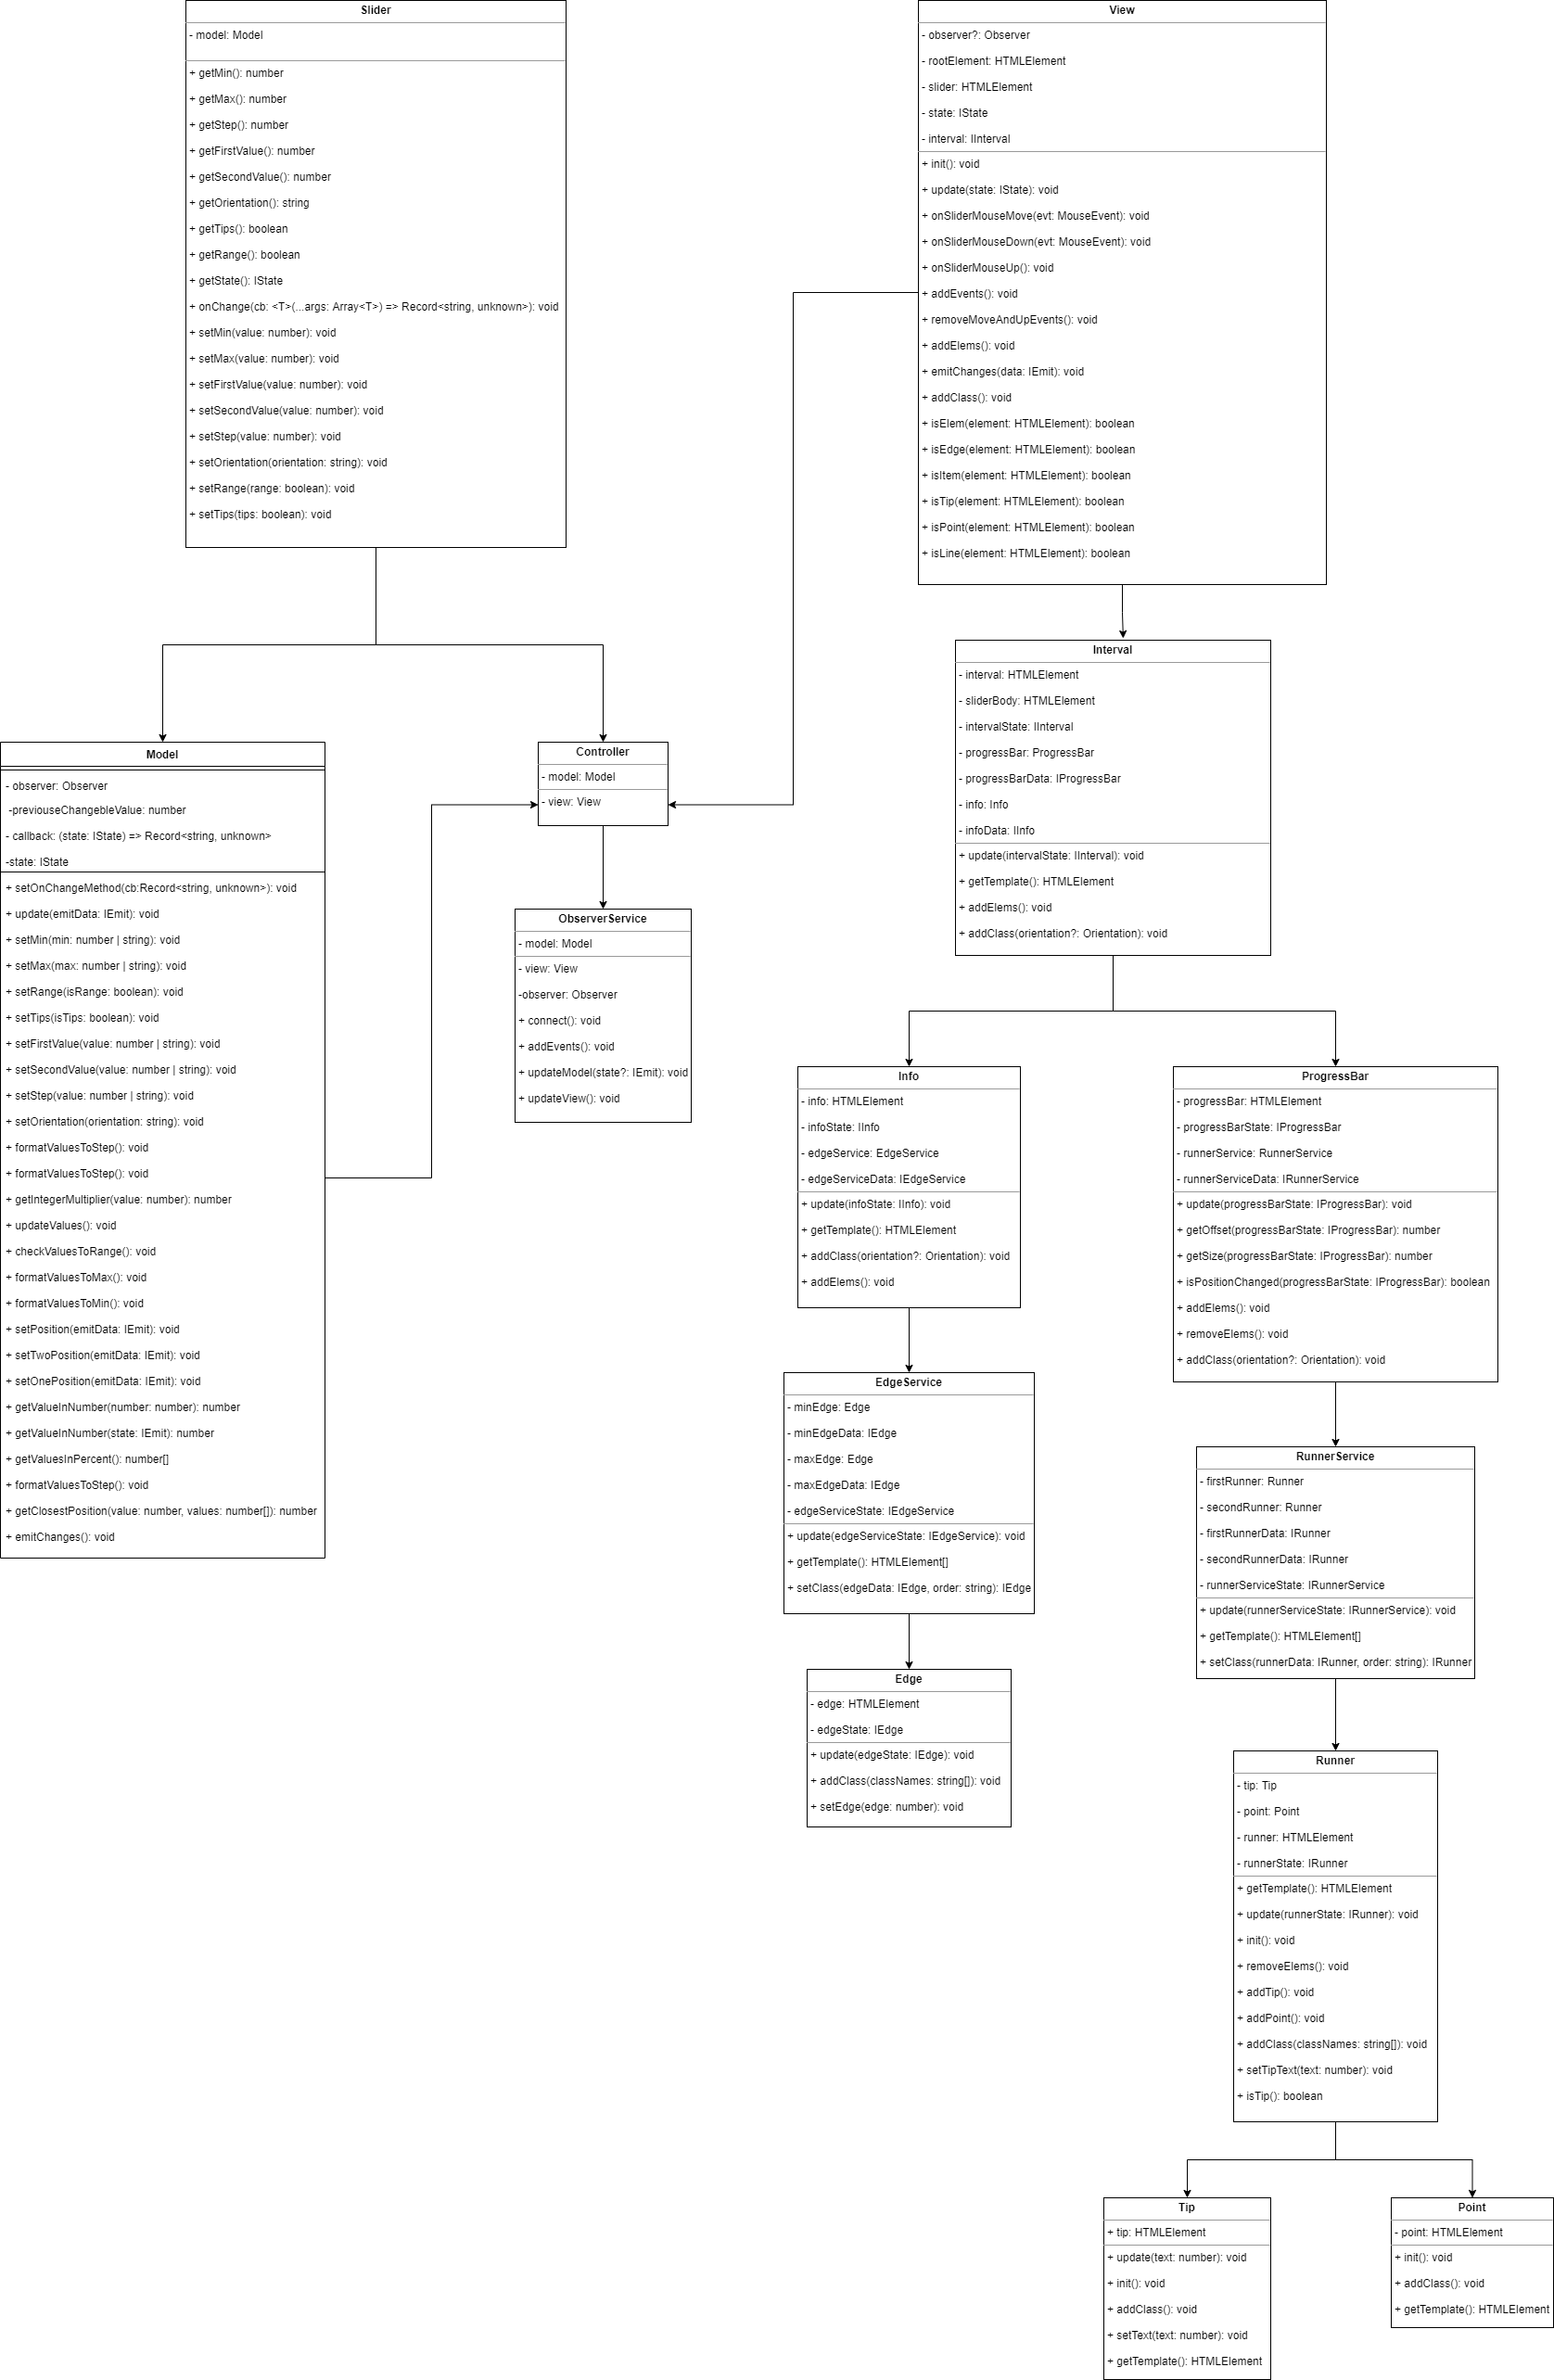 Slider
- model: Model
+ getMin(): number
+ getMax(): number
+ getStep(): number
+ getFirstValue(): number
+ getSecondValue(): number
+ getOrientation(): string
+ getTips(): boolean
+ getRange(): boolean
+ getState(): IState
+ onChange(cb: <T>(...args: Array<T>) => Record<string, unknown>): void
+ setMin(value: number): void
+ setMax(value: number): void
+ setFirstValue(value: number): void
+ setSecondValue(value: number): void
+ setStep(value: number): void
+ setOrientation(orientation: string): void
+ setRange(range: boolean): void
+ setTips(tips: boolean): void
View
- observer?: Observer
- rootElement: HTMLElement
- slider: HTMLElement
- state: IState
- interval: IInterval
+ init(): void
+ update(state: IState): void
+ onSliderMouseMove(evt: MouseEvent): void
+ onSliderMouseDown(evt: MouseEvent): void
+ onSliderMouseUp(): void
+ addEvents(): void
+ removeMoveAndUpEvents(): void
+ addElems(): void
+ emitChanges(data: IEmit): void
+ addClass(): void
+ isElem(element: HTMLElement): boolean
+ isEdge(element: HTMLElement): boolean
+ isItem(element: HTMLElement): boolean
+ isTip(element: HTMLElement): boolean
+ isPoint(element: HTMLElement): boolean
+ isLine(element: HTMLElement): boolean
Model
- observer: Observer
-previouseChangebleValue: number
- callback: (state: IState) => Record<string, unknown>
-state: IState
+ setOnChangeMethod(cb:Record<string, unknown>): void
+ update(emitData: IEmit): void
+ setMin(min: number | string): void
+ setMax(max: number | string): void
+ setRange(isRange: boolean): void
+ setTips(isTips: boolean): void
+ setFirstValue(value: number | string): void
+ setSecondValue(value: number | string): void
+ setStep(value: number | string): void
+ setOrientation(orientation: string): void
+ formatValuesToStep(): void
+ formatValuesToStep(): void
+ getIntegerMultiplier(value: number): number
+ updateValues(): void
+ checkValuesToRange(): void
+ formatValuesToMax(): void
+ formatValuesToMin(): void
+ setPosition(emitData: IEmit): void
+ setTwoPosition(emitData: IEmit): void
+ setOnePosition(emitData: IEmit): void
+ getValueInNumber(number: number): number
+ getValueInNumber(state: IEmit): number
+ getValuesInPercent(): number[]
+ formatValuesToStep(): void
+ getClosestPosition(value: number, values: number[]): number
+ emitChanges(): void
Controller
- model: Model
- view: View
ObserverService
- model: Model
- view: View
-observer: Observer
+ connect(): void
+ addEvents(): void
+ updateModel(state?: IEmit): void
+ updateView(): void
Interval
- interval: HTMLElement
- sliderBody: HTMLElement
- intervalState: IInterval
- progressBar: ProgressBar
- progressBarData: IProgressBar
- info: Info
- infoData: IInfo
+ update(intervalState: IInterval): void
+ getTemplate(): HTMLElement
+ addElems(): void
+ addClass(orientation?: Orientation): void
Info
- info: HTMLElement
- infoState: IInfo
- edgeService: EdgeService
- edgeServiceData: IEdgeService
+ update(infoState: IInfo): void
+ getTemplate(): HTMLElement
+ addClass(orientation?: Orientation): void
+ addElems(): void
ProgressBar
- progressBar: HTMLElement
- progressBarState: IProgressBar
- runnerService: RunnerService
- runnerServiceData: IRunnerService
+ update(progressBarState: IProgressBar): void
+ getOffset(progressBarState: IProgressBar): number
+ getSize(progressBarState: IProgressBar): number
+ isPositionChanged(progressBarState: IProgressBar): boolean
+ addElems(): void
+ removeElems(): void
+ addClass(orientation?: Orientation): void
EdgeService
- minEdge: Edge
- minEdgeData: IEdge
- maxEdge: Edge
- maxEdgeData: IEdge
- edgeServiceState: IEdgeService
+ update(edgeServiceState: IEdgeService): void
+ getTemplate(): HTMLElement[]
+ setClass(edgeData: IEdge, order: string): IEdge
RunnerService
- firstRunner: Runner
- secondRunner: Runner
- firstRunnerData: IRunner
- secondRunnerData: IRunner
- runnerServiceState: IRunnerService
+ update(runnerServiceState: IRunnerService): void
+ getTemplate(): HTMLElement[]
+ setClass(runnerData: IRunner, order: string): IRunner
Edge
- edge: HTMLElement
- edgeState: IEdge
+ update(edgeState: IEdge): void
+ addClass(classNames: string[]): void
+ setEdge(edge: number): void
Runner
- tip: Tip
- point: Point
- runner: HTMLElement
- runnerState: IRunner
+ getTemplate(): HTMLElement
+ update(runnerState: IRunner): void
+ init(): void
+ removeElems(): void
+ addTip(): void
+ addPoint(): void
+ addClass(classNames: string[]): void
+ setTipText(text: number): void
+ isTip(): boolean
Tip
+ tip: HTMLElement
+ update(text: number): void
+ init(): void
+ addClass(): void
+ setText(text: number): void
+ getTemplate(): HTMLElement
Point
- point: HTMLElement
+ init(): void
+ addClass(): void
+ getTemplate(): HTMLElement